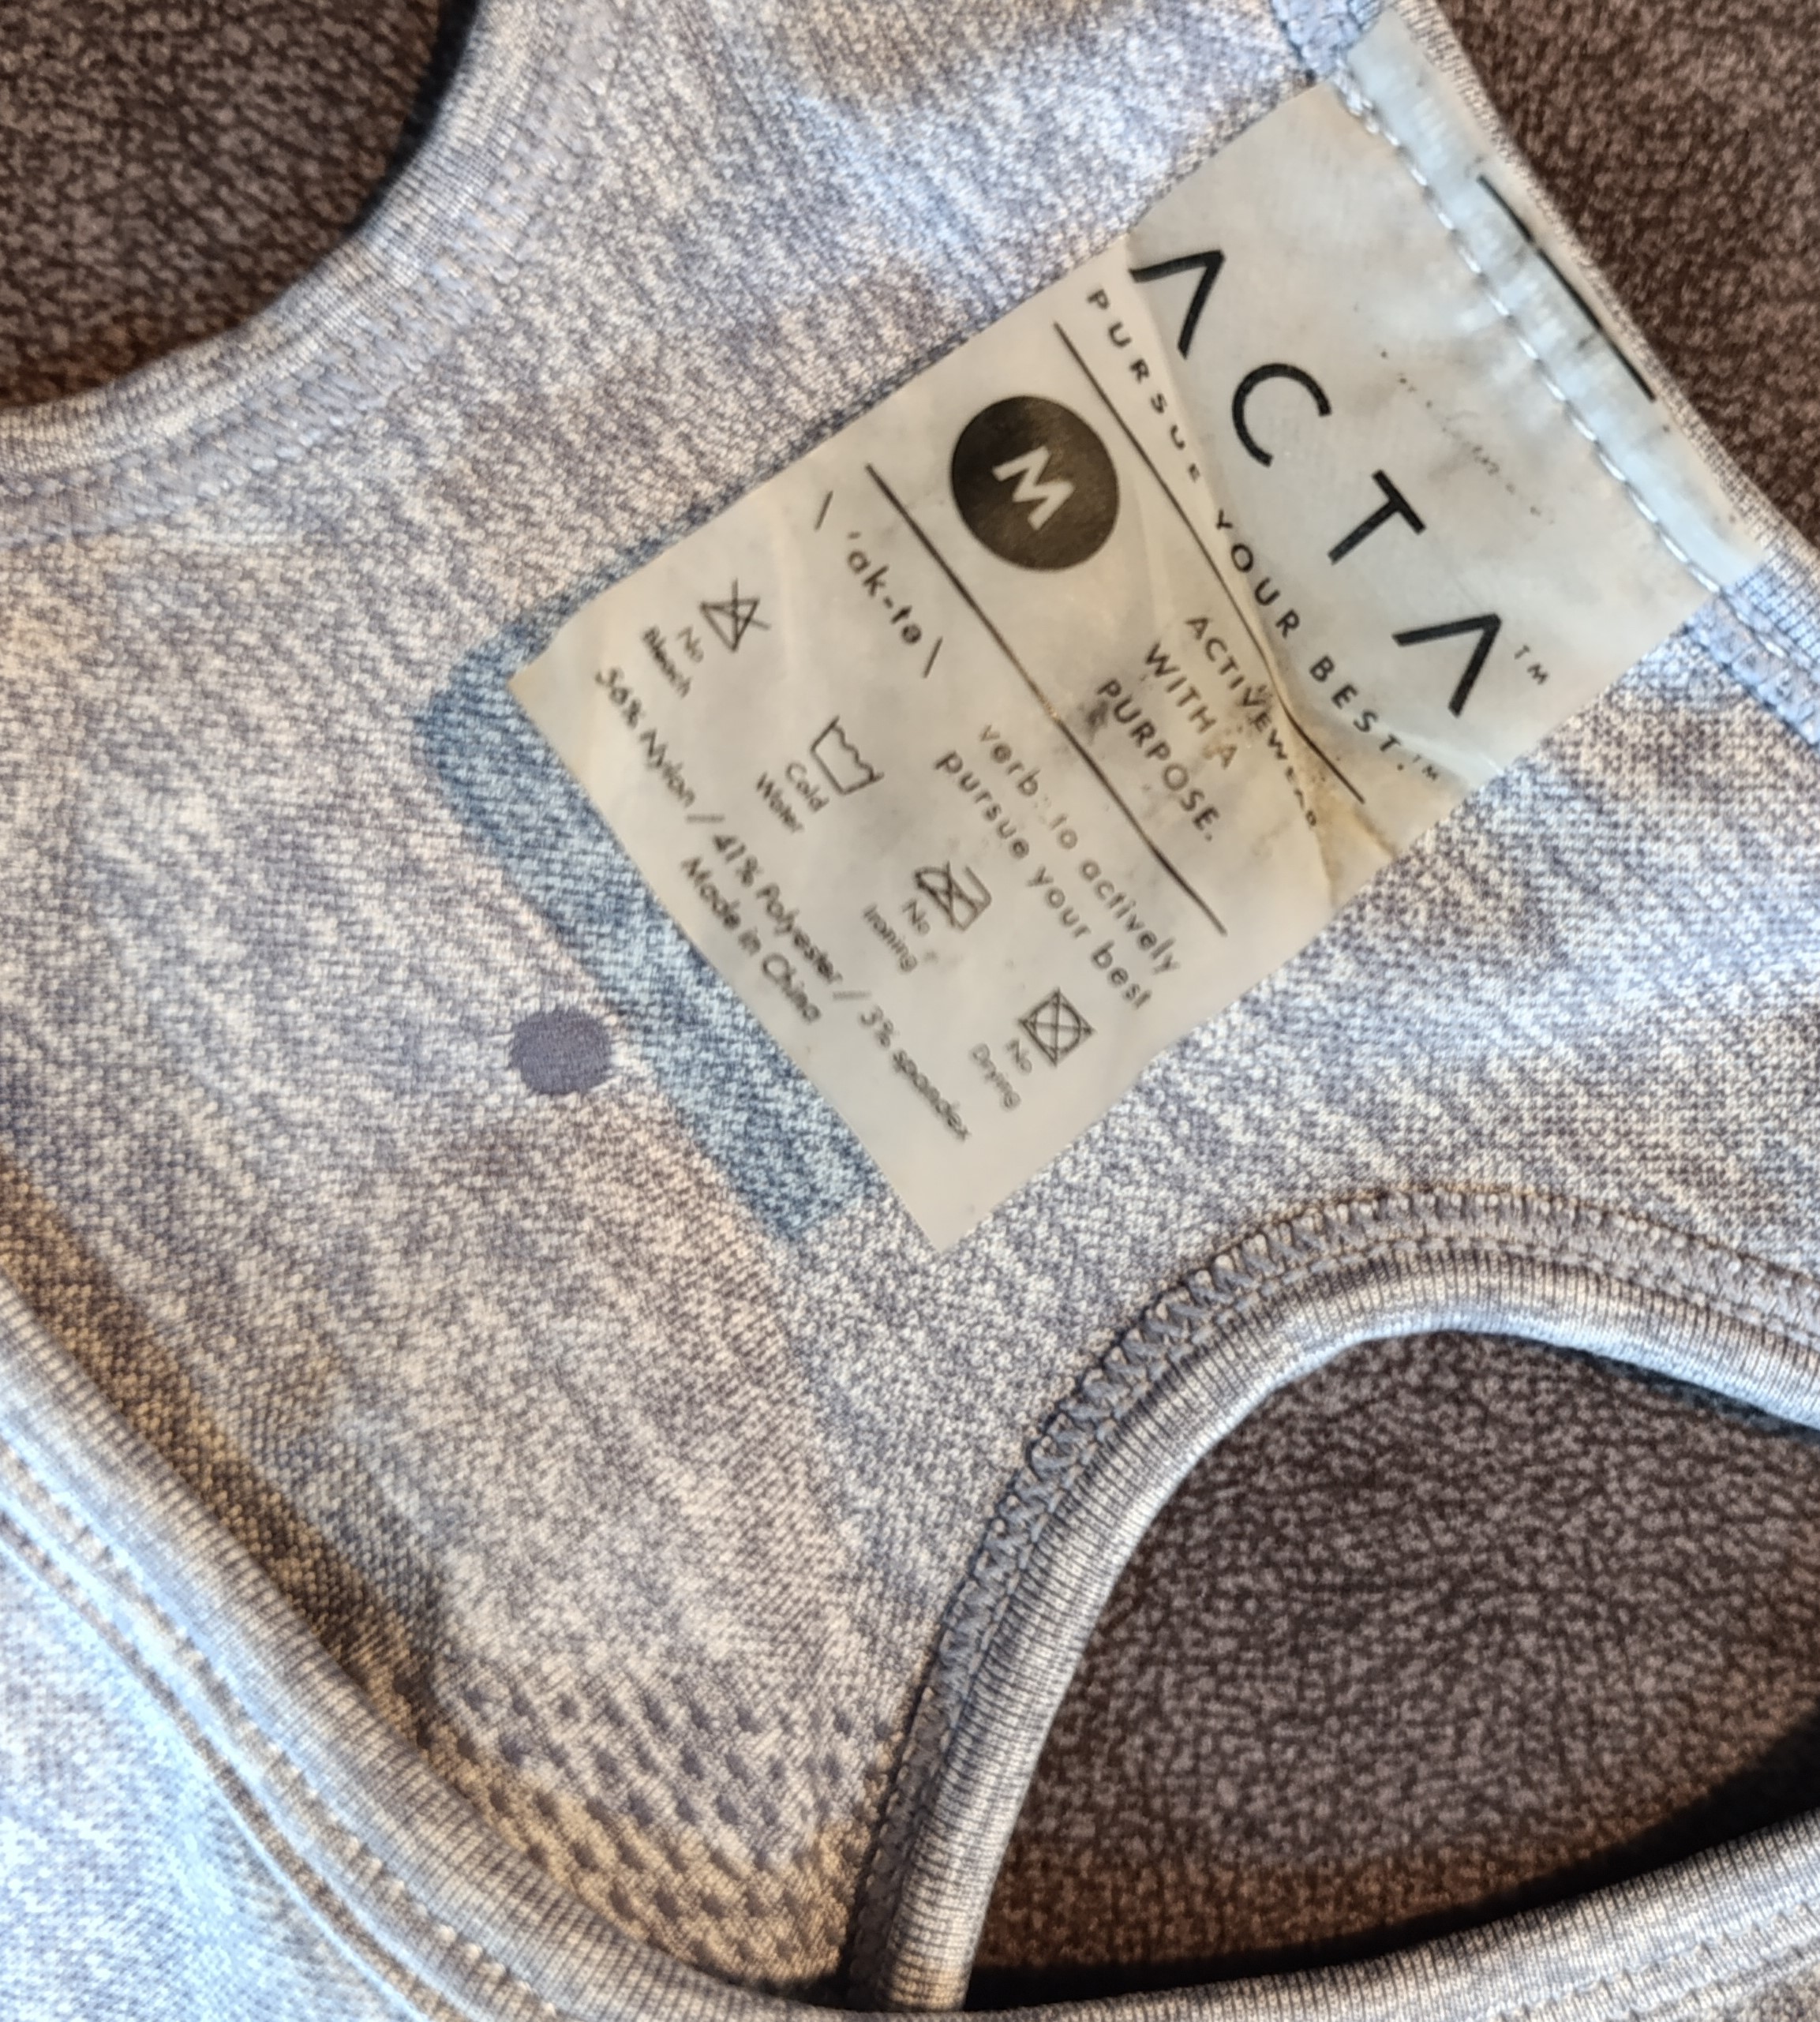 ACTA™
PURSUE YOUR BEST.™
M
ACTIVEWEAR
WITH A
PURPOSE.
\ 'ak-tə \
verb: to actively
pursue your best
No
Bleach
Cold
Water
No
Ironing
No
Drying
56% Nylon / 41% Polyester / 3% spandex
Made in China